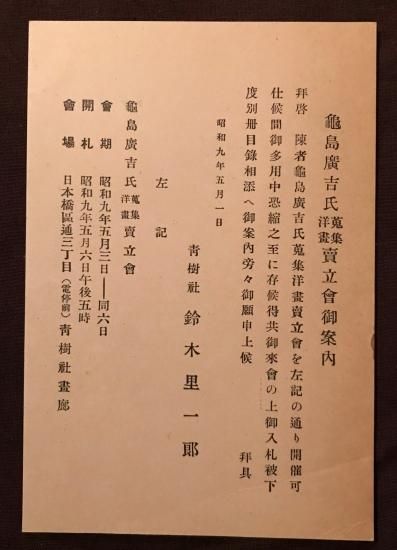 龜島廣吉氏蒐集洋畫賣立會御案內
拜啓 陳者龜島廣吉氏蒐集洋畫賣立會を左記の通り開催可
仕候間御多用中恐縮之至に存候得共御來會の上御入札被下
度別册目錄相添へ御案內旁々御願申上候 拜具
昭和九年五月一日
靑樹社 鈴木里一郞
左記
龜島廣吉氏蒐集洋畫賣立會
會期 昭和九年五月三日——同六日
開札 昭和九年五月六日午後五時
會場 日本橋區通三丁目(電停前)靑樹社畫廊